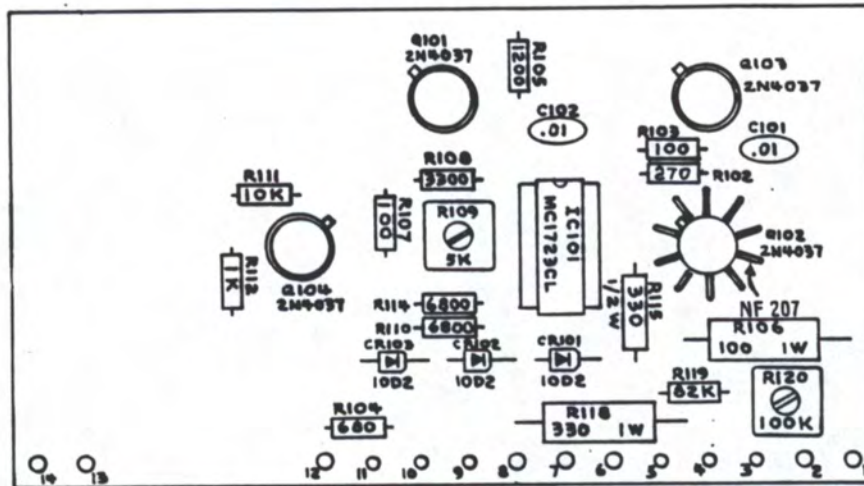 Q101
2N4037
R105
1200
Q103
2N4037
C102
.01
R103
100
C101
.01
270
R102
R108
3300
R111
10K
R107
100
R109
5K
IC101
MC1723CL
Q102
2N4037
NF 207
R112
1K
Q104
2N4037
R114
6800
R110
6800
R115
330
1/2W
R106
100 1W
CR103
10D2
CR102
10D2
CR101
10D2
R119
82K
R120
100K
R104
680
R118
330 1W
14 13 12 11 10 9 8 7 6 5 4 3 2 1